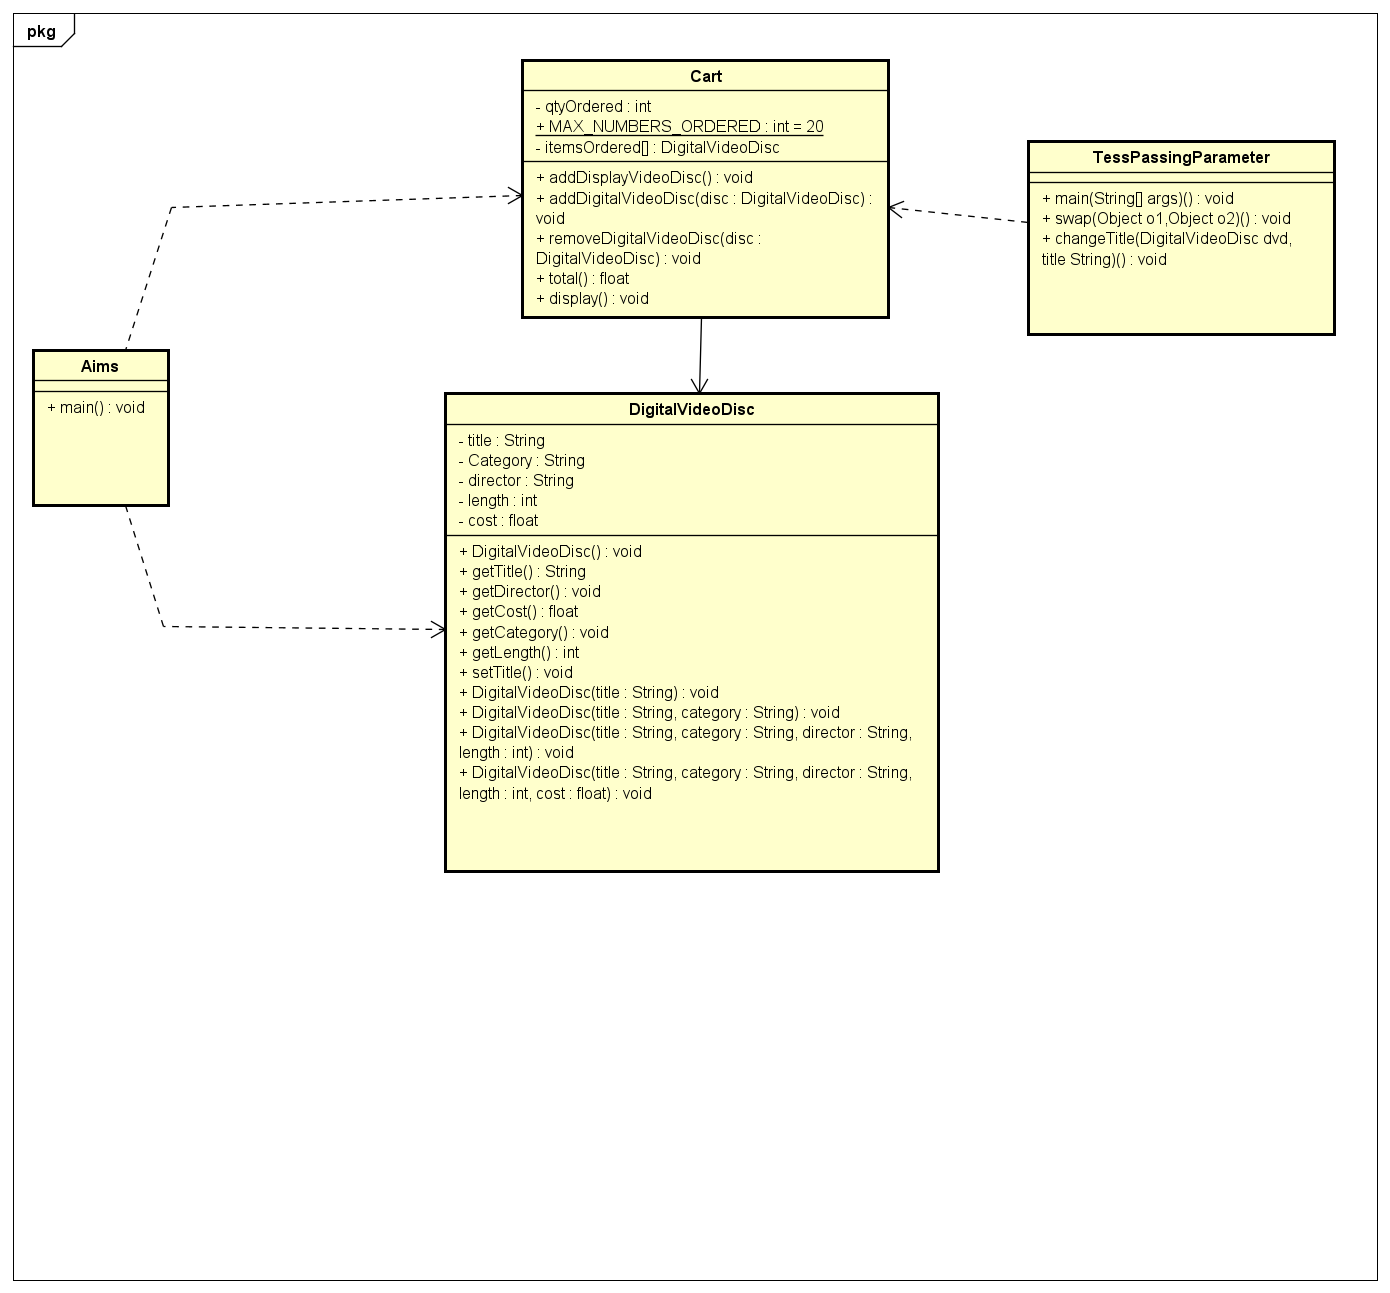 pkg
Cart
- qtyOrdered : int
+ MAX_NUMBERS_ORDERED : int = 20
- itemsOrdered[] : DigitalVideoDisc
+ addDisplayVideoDisc() : void
+ addDigitalVideoDisc(disc : DigitalVideoDisc) :
void
+ removeDigitalVideoDisc(disc :
DigitalVideoDisc) : void
+ total() : float
+ display() : void
TessPassingParameter
+ main(String[] args)() : void
+ swap(Object o1,Object o2)() : void
+ changeTitle(DigitalVideoDisc dvd,
title String)() : void
Aims
+ main() : void
DigitalVideoDisc
- title : String
- Category : String
- director : String
- length : int
- cost : float
+ DigitalVideoDisc() : void
+ getTitle() : String
+ getDirector() : void
+ getCost() : float
+ getCategory() : void
+ getLength() : int
+ setTitle() : void
+ DigitalVideoDisc(title : String) : void
+ DigitalVideoDisc(title : String, category : String) : void
+ DigitalVideoDisc(title : String, category : String, director : String,
length : int) : void
+ DigitalVideoDisc(title : String, category : String, director : String,
length : int, cost : float) : void